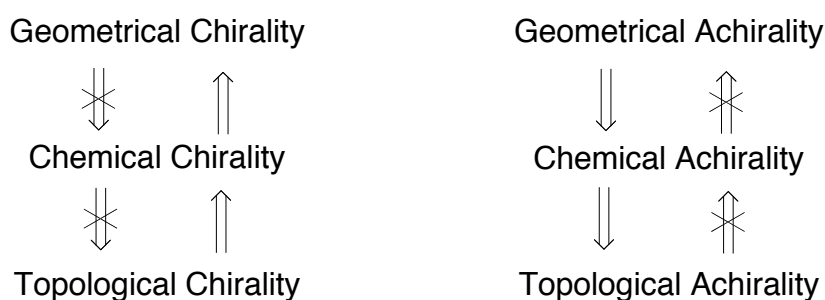 Geometrical Chirality
Chemical Chirality
Topological Chirality
Geometrical Achirality
Chemical Achirality
Topological Achirality